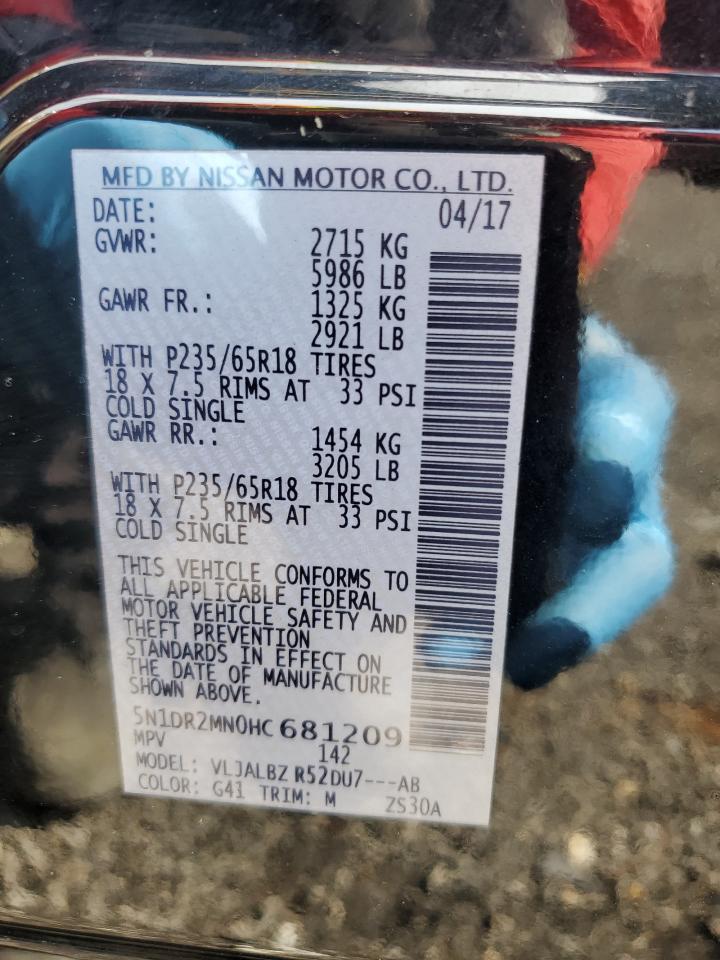 MFD BY NISSAN MOTOR CO., LTD.
DATE: 04/17
GVWR: 2715 KG
5986 LB
GAWR FR.: 1325 KG
2921 LB
WITH P235/65R18 TIRES
18 X 7.5 RIMS AT 33 PSI
COLD SINGLE
GAWR RR.: 1454 KG
3205 LB
WITH P235/65R18 TIRES
18 X 7.5 RIMS AT 33 PSI
COLD SINGLE
THIS VEHICLE CONFORMS TO
ALL APPLICABLE FEDERAL
MOTOR VEHICLE SAFETY AND
THEFT PREVENTION
STANDARDS IN EFFECT ON
THE DATE OF MANUFACTURE
SHOWN ABOVE.
5N1DR2MN0HC 681209
MPV 142
MODEL: VLJALBZ R52DU7---AB
COLOR: G41 TRIM: M ZS30A